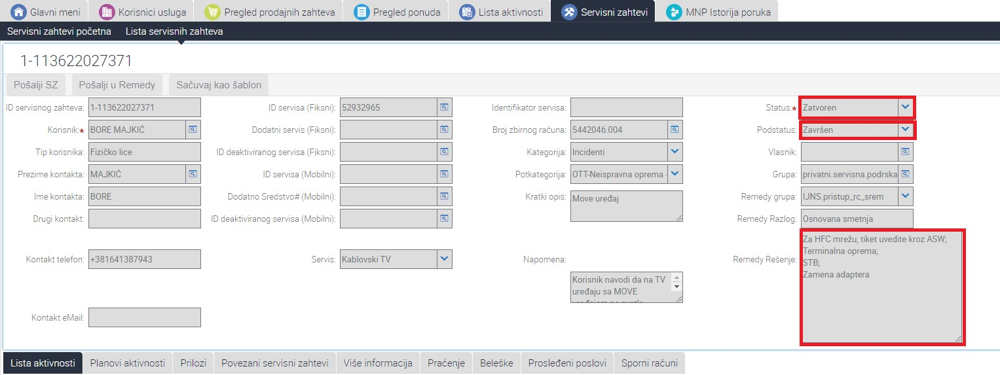 Glavni meni
Korisnici usluga
Pregled prodajnih zahteva
Pregled ponuda
Lista aktivnosti
Servisni zahtevi
MNP Istorija poruka
Servisni zahtevi početna
Lista servisnih zahteva
1-113622027371
Pošalji SZ
Pošalji u Remedy
Sačuvaj kao šablon
ID servisnog zahteva: 1-113622027371
ID servisa (Fiksni): 52932965
Identifikator servisa:
Status:★ Zatvoren
Korisnik:★ BORE MAJKIĆ
Dodatni servis (Fiksni):
Broj zbirnog računa: 5442046.004
Podstatus: Završen
Tip korisnika: Fizičko lice
ID deaktiviranog servisa (Fiksni):
Kategorija: Incidenti
Vlasnik:
Prezime kontakta: MAJKIĆ
ID servisa (Mobilni):
Potkategorija: OTT-Neispravna oprema -
Grupa: privatni.servisna.podrska
Ime kontakta: BORE
Dodatno Sredstvo# (Mobilni):
Kratki opis: Move uređaj
Remedy grupa: IJNS.pristup_rc_srem
Drugi kontakt:
ID deaktiviranog servisa (Mobilni):
Remedy Razlog: Osnovana smetnja
Kontakt telefon: +381641387943
Servis: Kablovski TV
Napomena:
Korisnik navodi da na TV
uređaju sa MOVE
Remedy Rešenje:
Za HFC mrežu, tiket uvedite kroz ASW;
Terminalna oprema;
STB;
Zamena adaptera
Kontakt eMail:
Lista aktivnosti
Planovi aktivnosti
Prilozi
Povezani servisni zahtevi
Više informacija
Praćenje
Beleške
Prosleđeni poslovi
Sporni računi